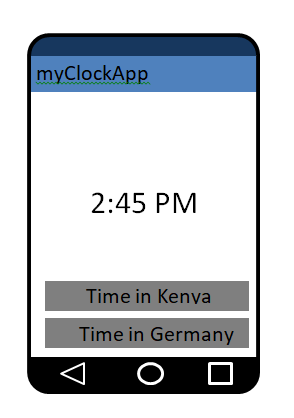 myClockApp
2:45 PM
Time in Kenya
Time in Germany